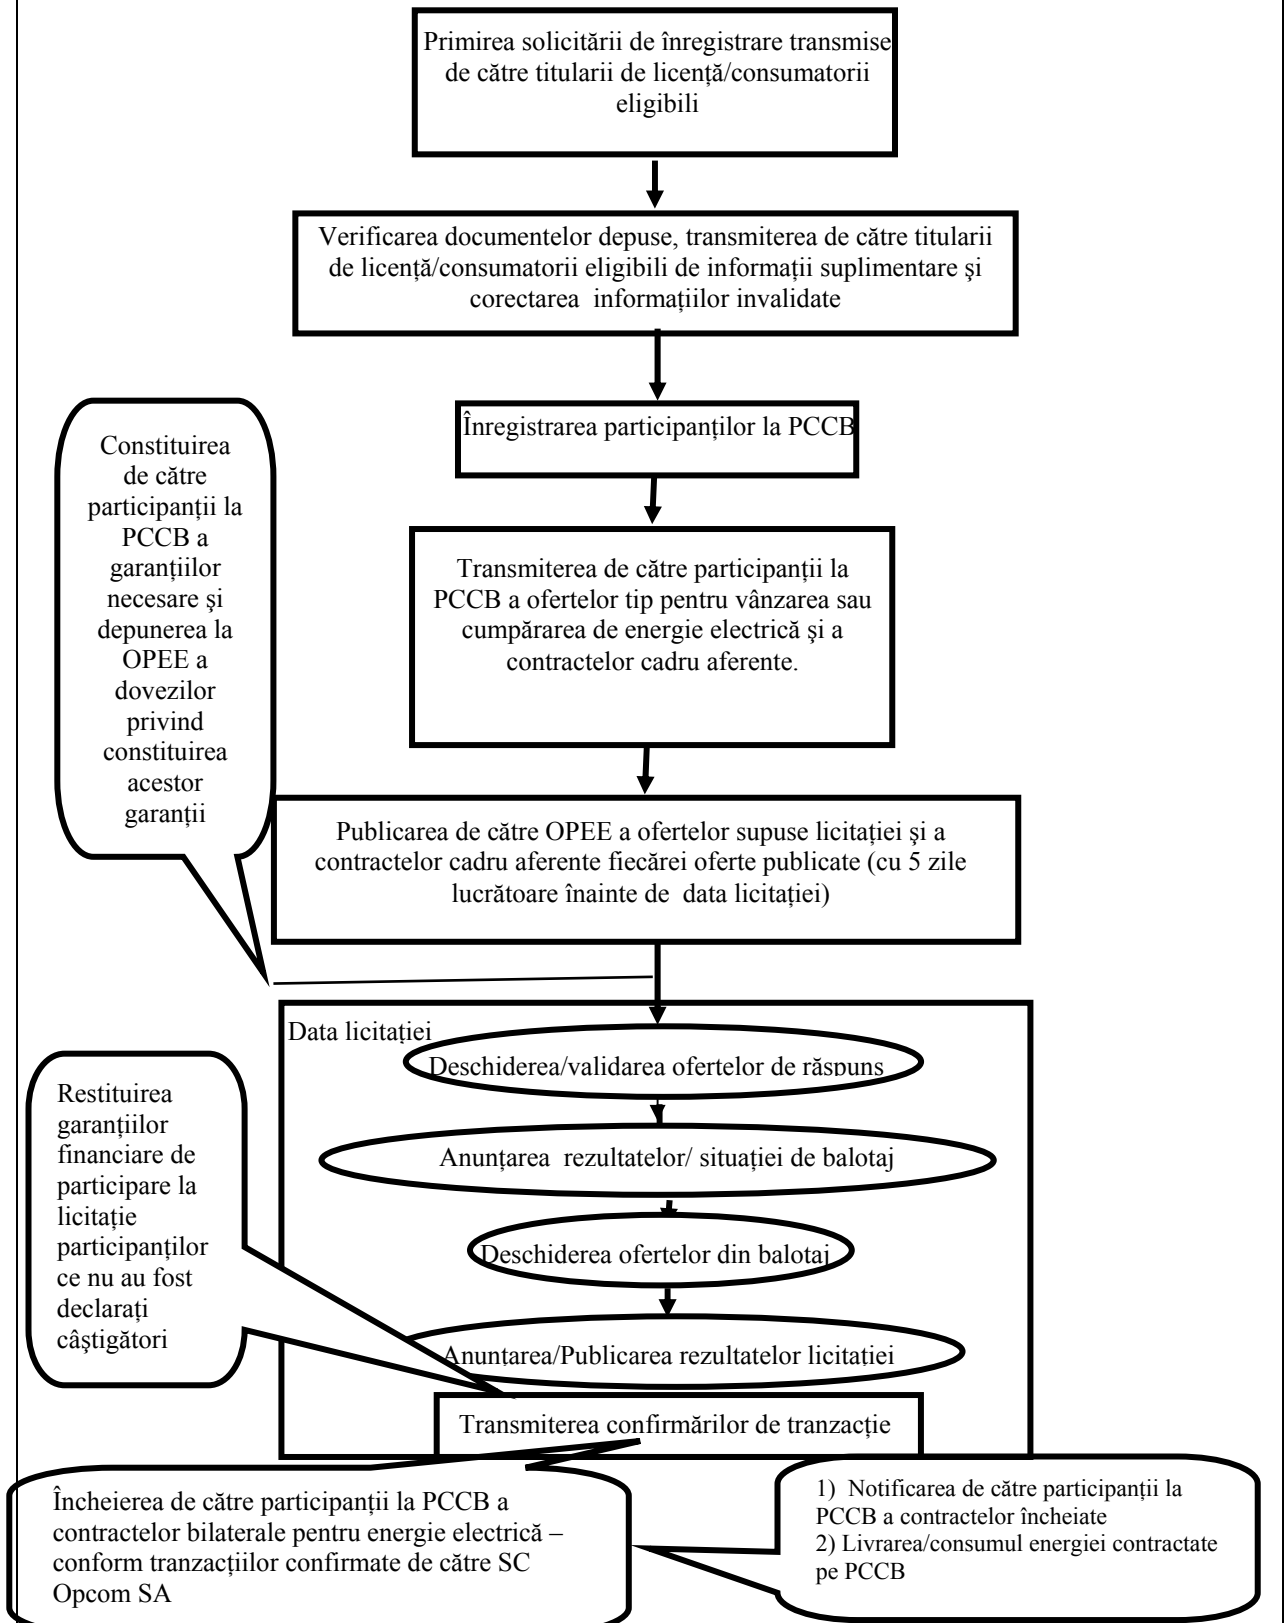 Primirea solicitării de înregistrare transmise
de către titularii de licență/consumatorii
eligibili
Verificarea documentelor depuse, transmiterea de către titularii
de licență/consumatorii eligibili de informații suplimentare şi
corectarea informațiilor invalidate
Înregistrarea participanților la PCCB
Constituirea
de către
participanții la
PCCB a
garanțiilor
necesare şi
depunerea la
OPEE a
dovezilor
privind
constituirea
acestor
garanții
Transmiterea de către participanții la
PCCB a ofertelor tip pentru vânzarea sau
cumpărarea de energie electrică şi a
contractelor cadru aferente.
Publicarea de către OPEE a ofertelor supuse licitației şi a
contractelor cadru aferente fiecărei oferte publicate (cu 5 zile
lucrătoare înainte de data licitației)
Data licitației
Deschiderea/validarea ofertelor de răspuns
Anunțarea rezultatelor/ situației de balotaj
Deschiderea ofertelor din balotaj
Anunțarea/Publicarea rezultatelor licitației
Transmiterea confirmărilor de tranzacție
Restituirea
garanțiilor
financiare de
participare la
licitație
participanților
ce nu au fost
declarați
câştigători
Încheierea de către participanții la PCCB a
contractelor bilaterale pentru energie electrică –
conform tranzacțiilor confirmate de către SC
Opcom SA
1) Notificarea de către participanții la
PCCB a contractelor încheiate
2) Livrarea/consumul energiei contractate
pe PCCB